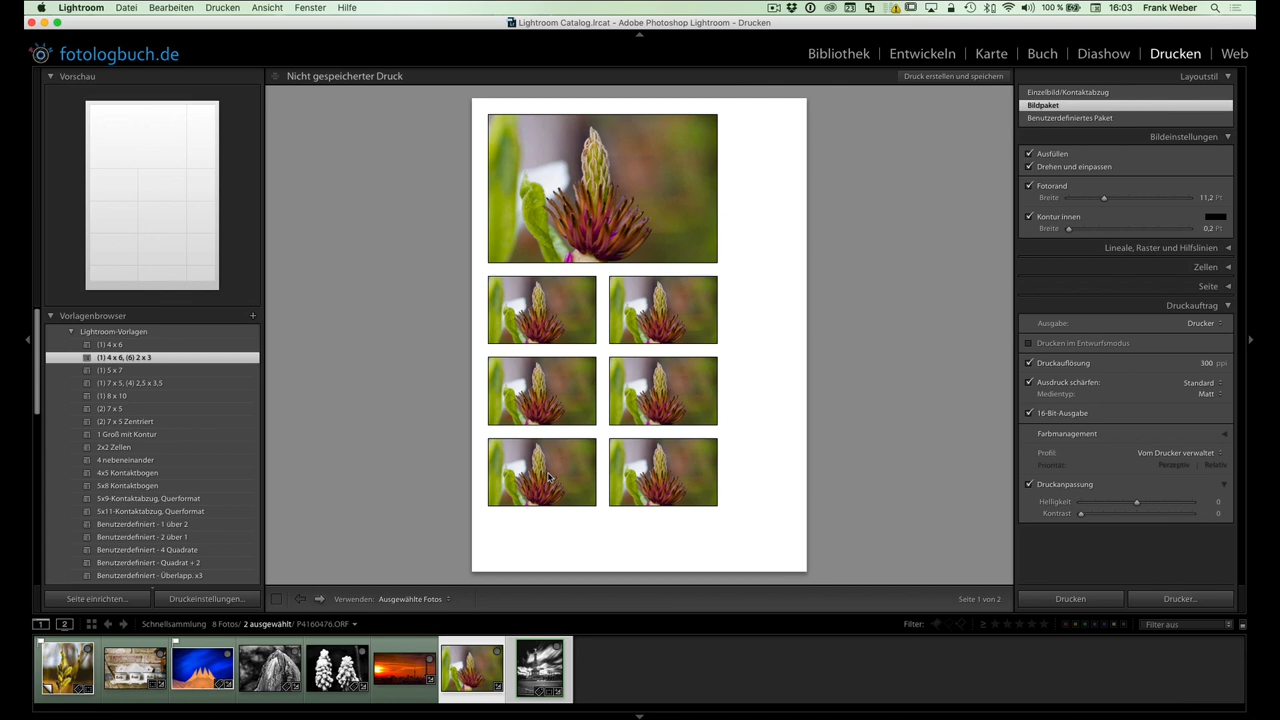 Lightroom Datei Bearbeiten Drucken Ansicht Fenster Hilfe 23 100 % 16:03 Frank Weber
Lightroom Catalog.lrcat - Adobe Photoshop Lightroom - Drucken
fotologbuch.de Bibliothek Entwickeln Karte Buch Diashow Drucken Web
Vorschau
Nicht gespeicherter Druck
Druck erstellen und speichern
Layoutstil
Einzelbild/Kontaktabzug
Bildpaket
Benutzerdefiniertes Paket
Bildeinstellungen
Ausfüllen
Drehen und einpassen
Fotorand
Breite 11,2 Pt
Kontur innen
Breite 0,2 Pt
Lineale, Raster und Hilfslinien
Zellen
Seite
Druckauftrag
Ausgabe: Drucker
Drucken im Entwurfsmodus
Druckauflösung 300 ppi
Ausdruck schärfen: Standard
Medientyp: Matt
16-Bit-Ausgabe
Farbmanagement
Profil: Vom Drucker verwaltet
Priorität: Perzeptiv Relativ
Druckanpassung
Helligkeit 0
Kontrast 0
Vorlagenbrowser +
Lightroom-Vorlagen
(1) 4 x 6
(1) 4 x 6, (6) 2 x 3
(1) 5 x 7
(1) 7 x 5, (4) 2,5 x 3,5
(1) 8 x 10
(2) 7 x 5
(2) 7 x 5 Zentriert
1 Groß mit Kontur
2x2 Zellen
4 nebeneinander
4x5 Kontaktbogen
5x8 Kontaktbogen
5x9-Kontaktabzug, Querformat
5x11-Kontaktabzug, Querformat
Benutzerdefiniert - 1 über 2
Benutzerdefiniert - 2 über 1
Benutzerdefiniert - 4 Quadrate
Benutzerdefiniert - Quadrat + 2
Benutzerdefiniert - Überlapp. x3
Seite einrichten... Druckeinstellungen... Verwenden: Ausgewählte Fotos Seite 1 von 2 Drucken Drucker...
1 2 Schnellsammlung 8 Fotos/ 2 ausgewählt/ P4160476.ORF Filter: Filter aus